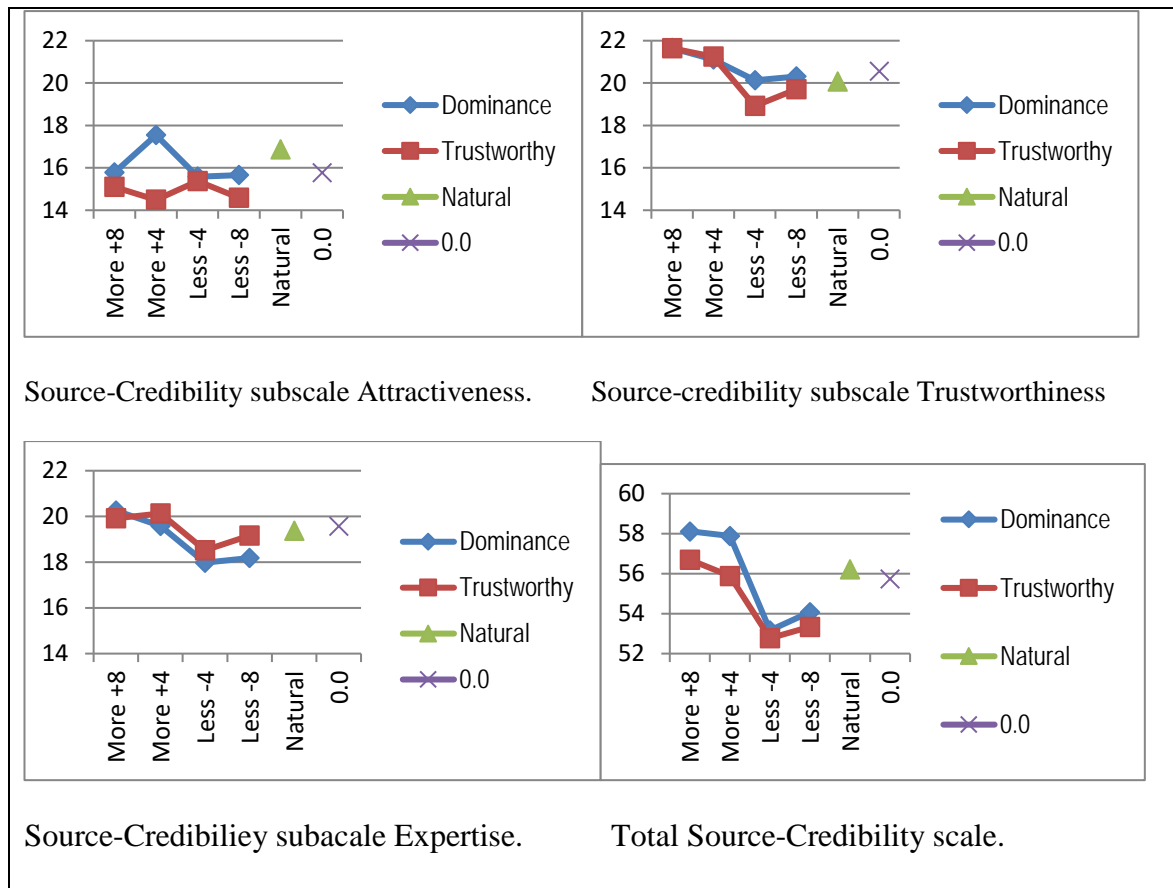 22
20
18
16
14
More +8
More +4
Less -4
Less -8
Natural
0.0
Dominance
Trustworthy
Natural
0.0
22
20
18
16
14
More +8
More +4
Less -4
Less -8
Natural
0.0
Dominance
Trustworthy
Natural
0.0
Source-Credibility subscale Attractiveness.
Source-credibility subscale Trustworthiness
22
20
18
16
14
More +8
More +4
Less -4
Less -8
Natural
0.0
Dominance
Trustworthy
Natural
0.0
60
58
56
54
52
More +8
More +4
Less -4
Less -8
Natural
0.0
Dominance
Trustworthy
Natural
0.0
Source-Credibiliey subacale Expertise.
Total Source-Credibility scale.